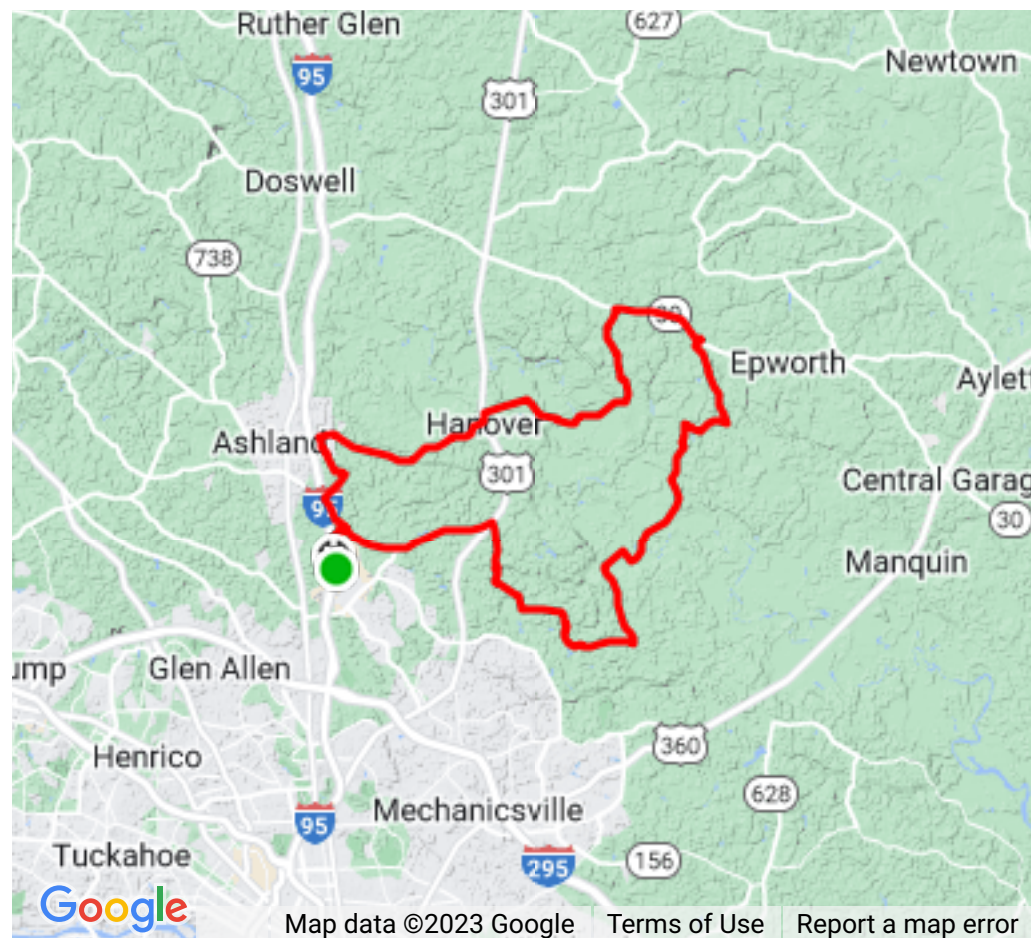 Ruther Glen
627
Newtown
95
301
Doswell
738
Epworth
Aylett
Hanover
Ashland
301
Central Garag
95
30
Manquin
ump
Glen Allen
360
Henrico
628
Mechanicsville
95
Tuckahoe
156
295
Google
Map data ©2023 Google
Terms of Use
Report a map error